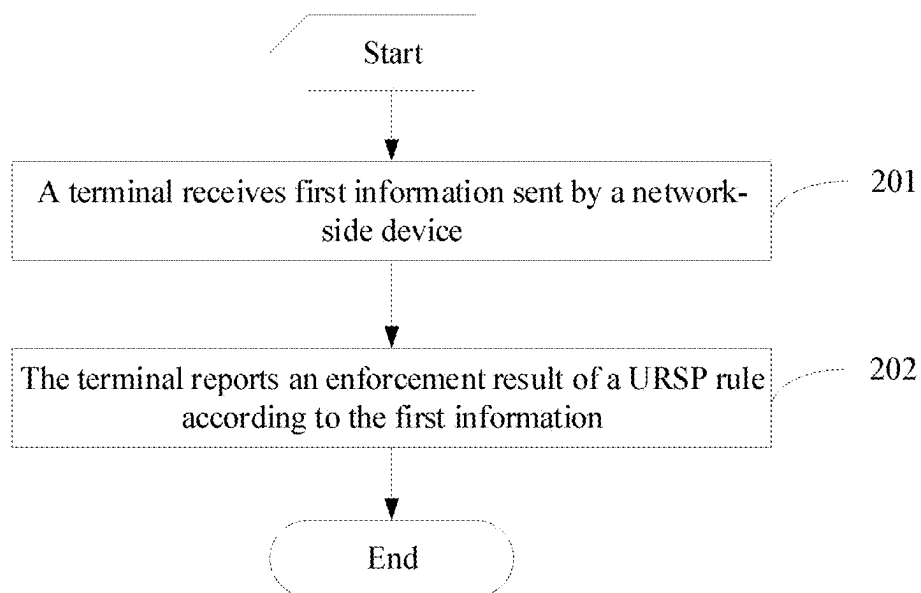 Start
A terminal receives first information sent by a network-
side device
201
The terminal reports an enforcement result of a URSP rule
according to the first information
202
End